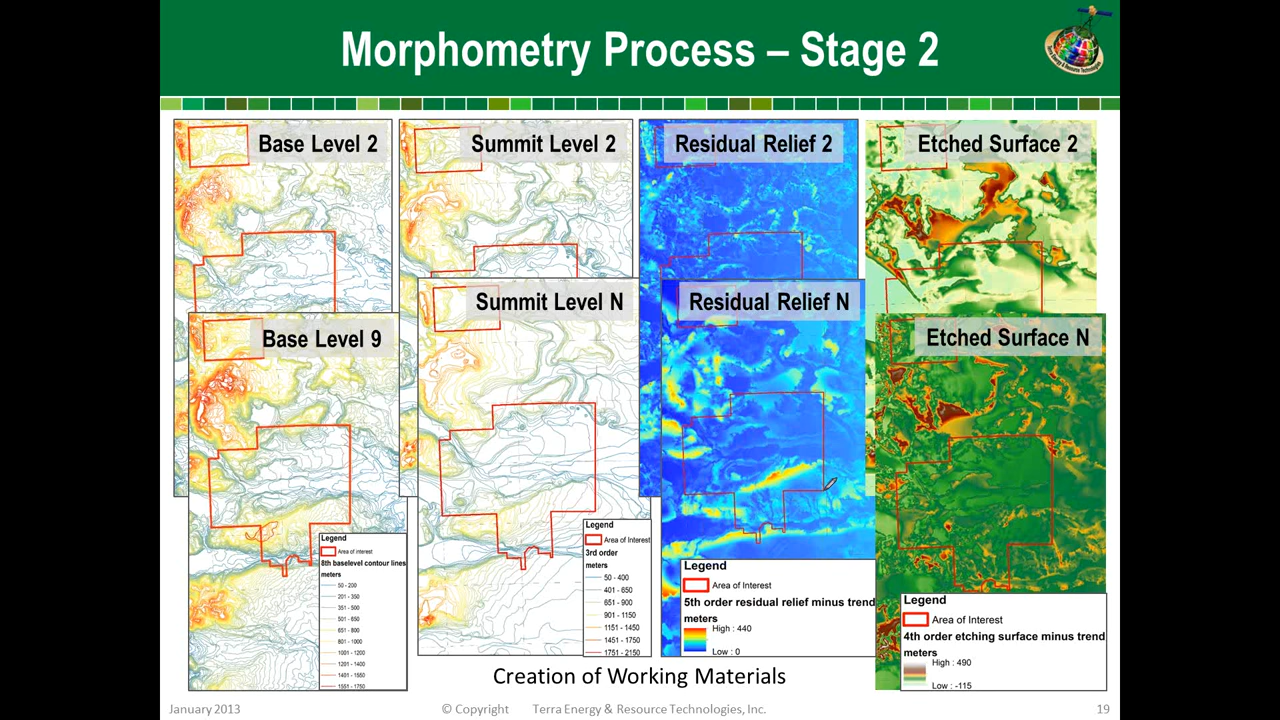 Morphometry Process – Stage 2
Base Level 2
Summit Level 2
Residual Relief 2
Etched Surface 2
Base Level 9
Summit Level N
Residual Relief N
Etched Surface N
Legend
Area of interest
8th baselevel contour lines
meters
50 - 200
201 - 350
351 - 500
501 - 650
651 - 800
801 - 1000
1001 - 1200
1201 - 1400
1401 - 1550
1551 - 1750
Legend
Area of Interest
3rd order
meters
50 - 400
401 - 650
651 - 900
901 - 1150
1151 - 1450
1451 - 1750
1751 - 2150
Legend
Area of Interest
5th order residual relief minus trend
meters
High : 440
Low : 0
Legend
Area of Interest
4th order etching surface minus trend
meters
High : 490
Low : -115
Creation of Working Materials
January 2013
© Copyright Terra Energy & Resource Technologies, Inc.
19